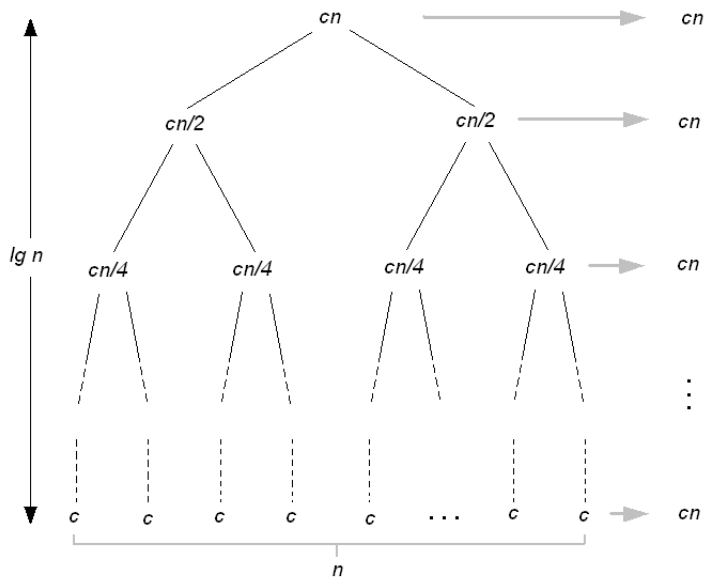 cn cn
cn/2 cn/2 cn
lg n
cn/4 cn/4 cn/4 cn/4 cn
⋮
c c c c c ... c c cn
n